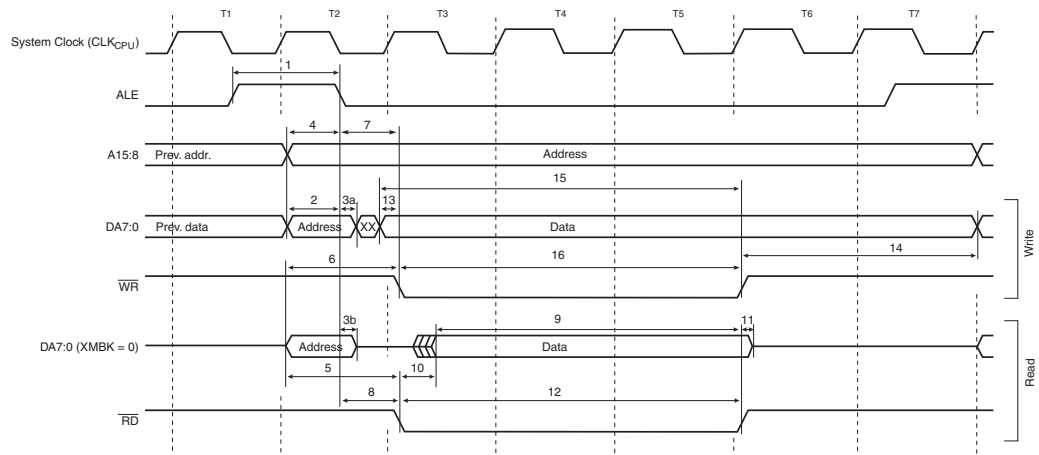 T1 T2 T3 T4 T5 T6 T7
System Clock (CLKCPU)
1
ALE
4 7
A15:8 Prev. addr. Address
15
2 3a 13
DA7:0 Prev. data Address XX Data
14
6 16
WR
Write
3b 9 11
DA7:0 (XMBK = 0) Address Data
5 10
8 12
RD
Read